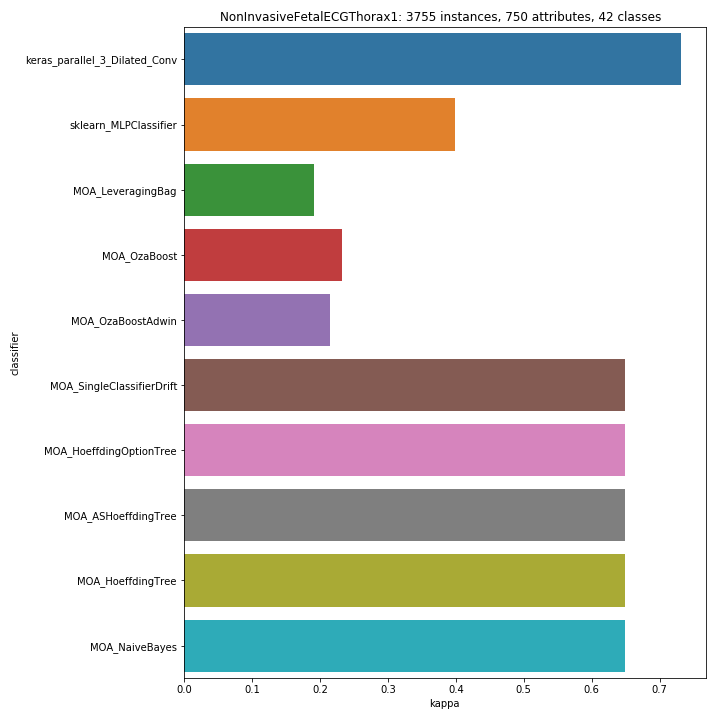 NonInvasiveFetalECGThorax1: 3755 instances, 750 attributes, 42 classes
classifier
keras_parallel_3_Dilated_Conv
sklearn_MLPClassifier
MOA_LeveragingBag
MOA_OzaBoost
MOA_OzaBoostAdwin
MOA_SingleClassifierDrift
MOA_HoeffdingOptionTree
MOA_ASHoeffdingTree
MOA_HoeffdingTree
MOA_NaiveBayes
0.0 0.1 0.2 0.3 0.4 0.5 0.6 0.7
kappa